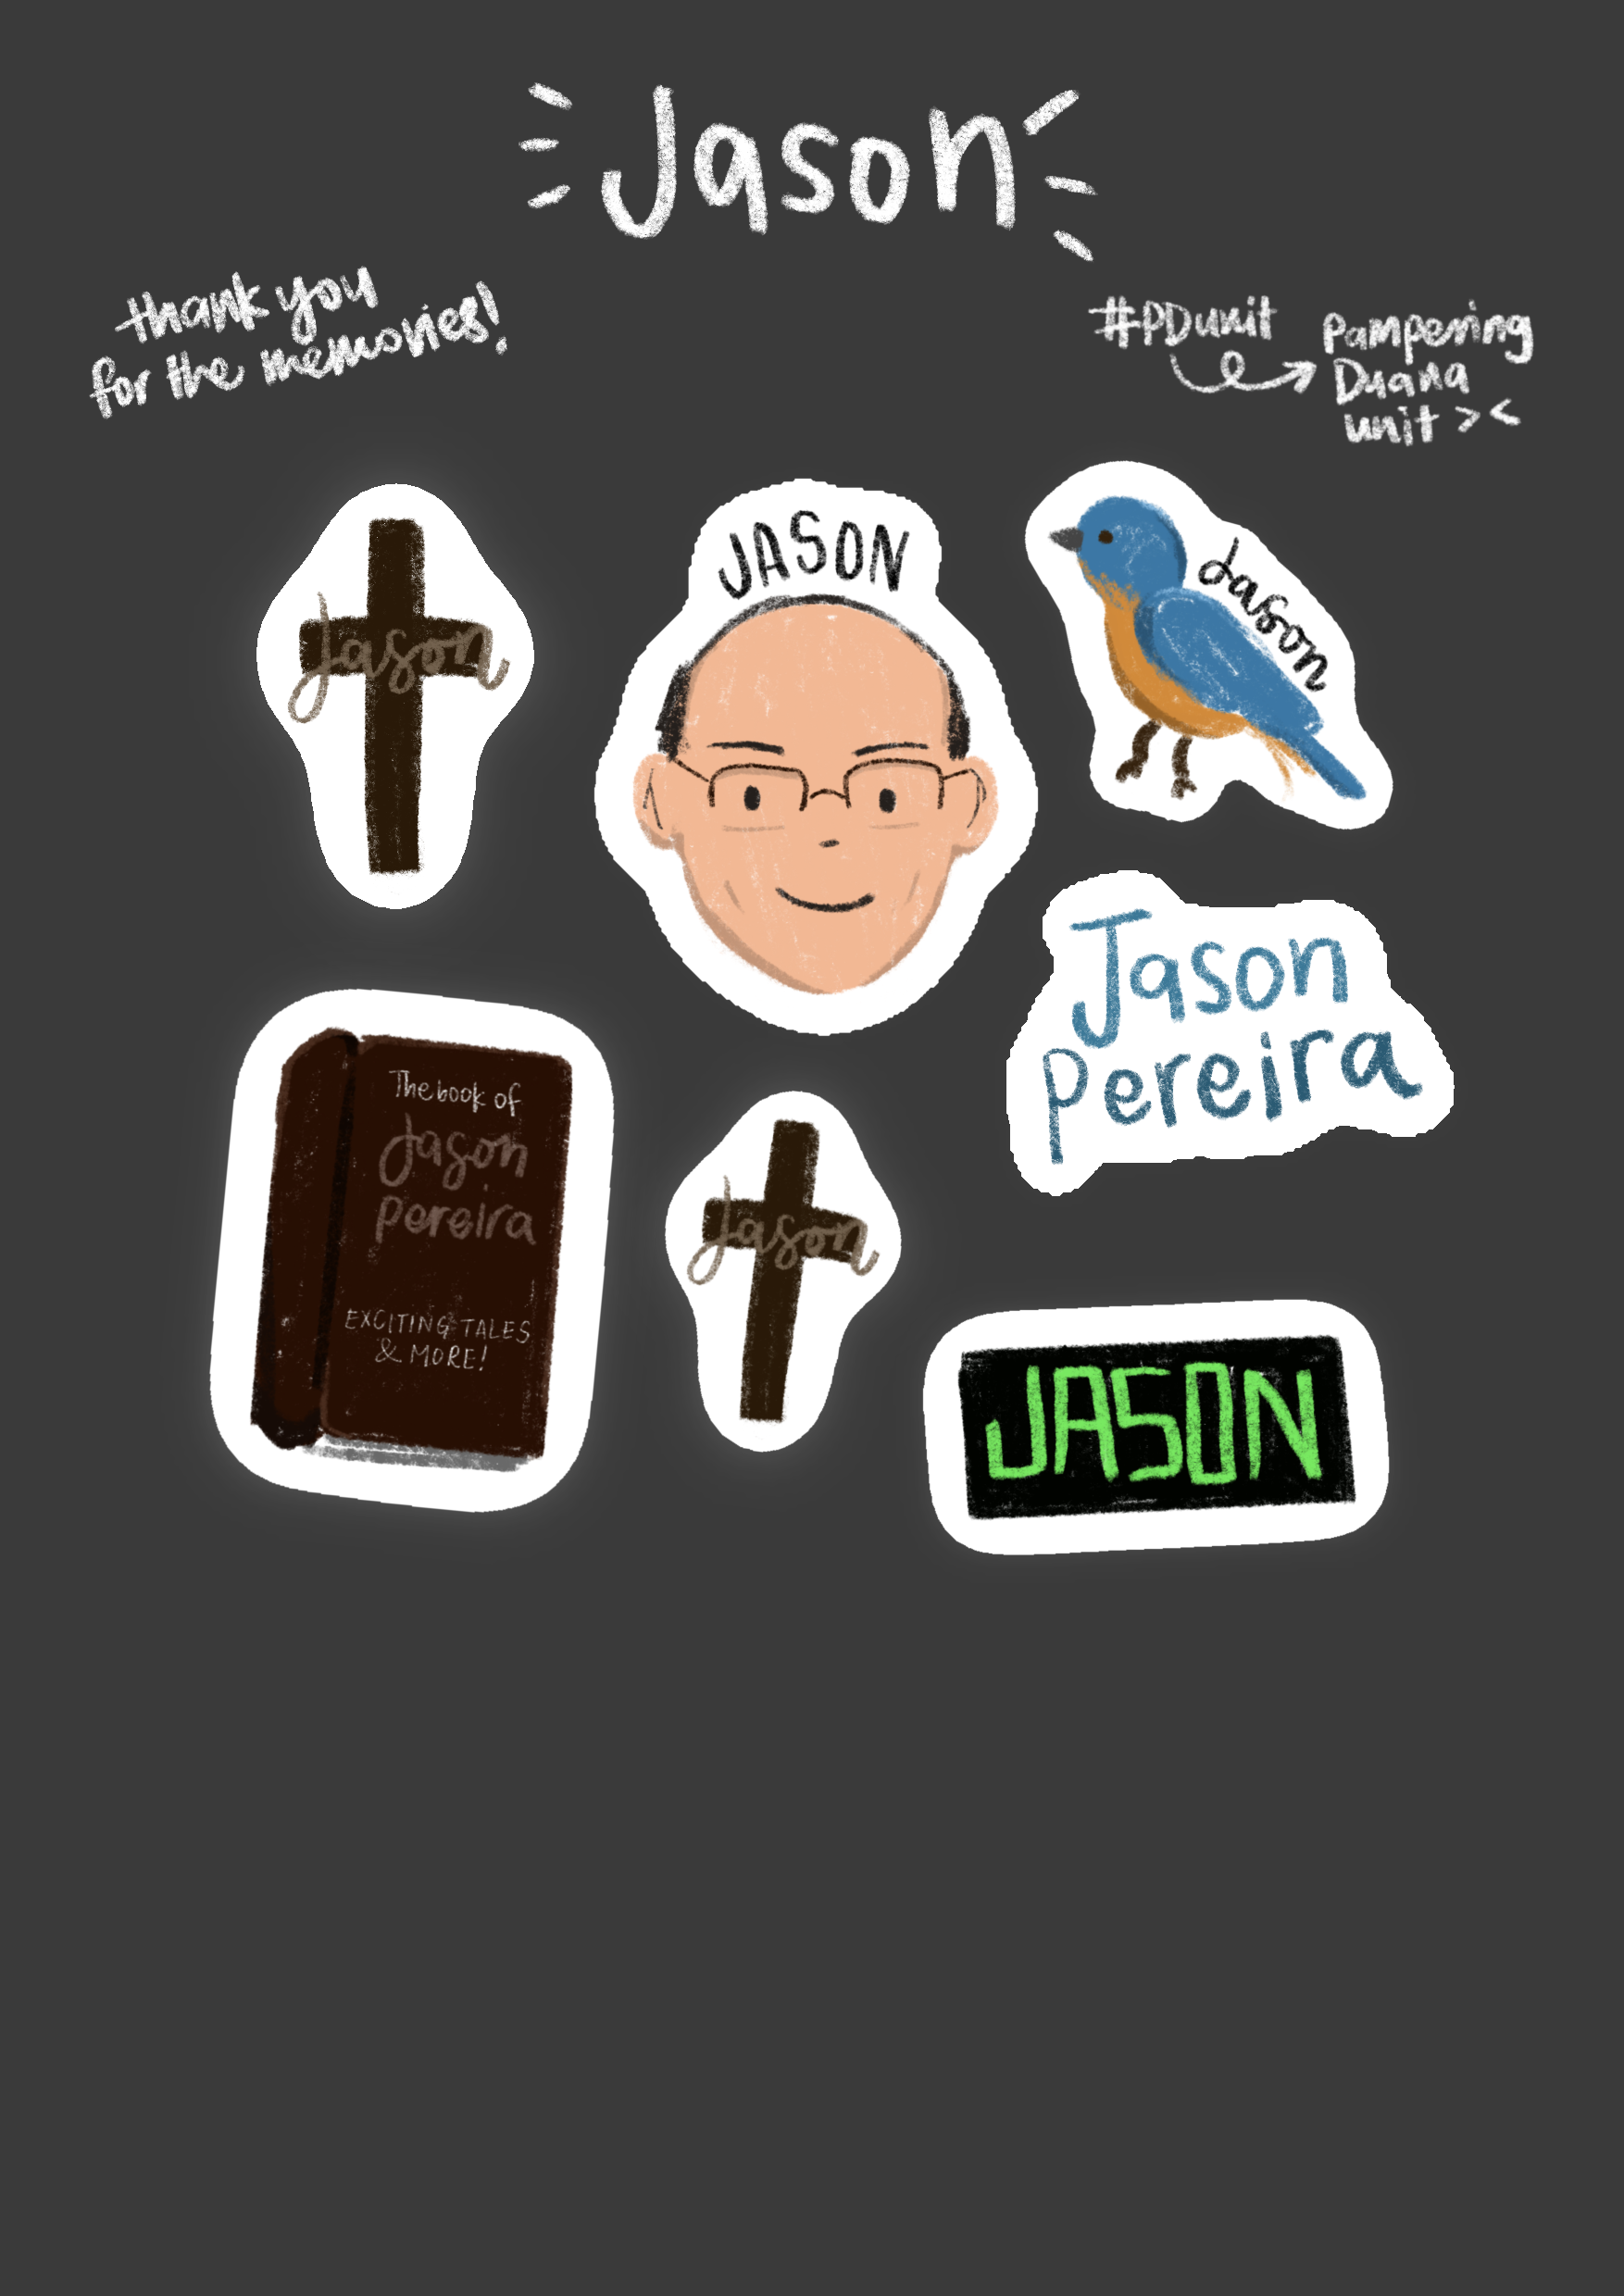 Jason
thank you
for the memories!
#PDunit
Pampering
Duana
unit ><
Jason
JASON
Jason
Jason
Pereira
The book of
Jason
Pereira
EXCITING TALES
& MORE!
Jason
JASON